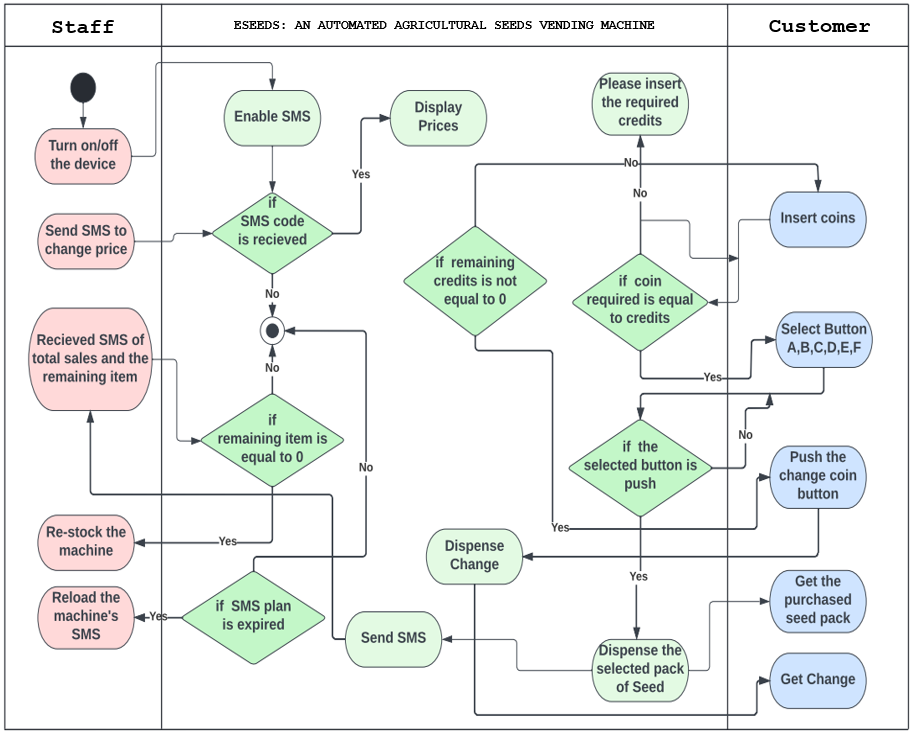 Staff
ESEEDS: AN AUTOMATED AGRICULTURAL SEEDS VENDING MACHINE
Customer
Turn on/off
the device
Send SMS to
change price
Recieved SMS of
total sales and the
remaining item
Re-stock the
machine
Reload the
machine's
SMS
Enable SMS
Display
Prices
Yes
if
SMS code
is recieved
No
No
if
remaining item is
equal to 0
No
Yes
if SMS plan
is expired
Yes
Send SMS
Please insert
the required
credits
No
No
if remaining
credits is not
equal to 0
if coin
required is equal
to credits
Yes
if the
selected button is
push
No
Yes
Dispense
Change
Yes
Dispense the
selected pack
of Seed
Insert coins
Select Button
A,B,C,D,E,F
Push the
change coin
button
Get the
purchased
seed pack
Get Change